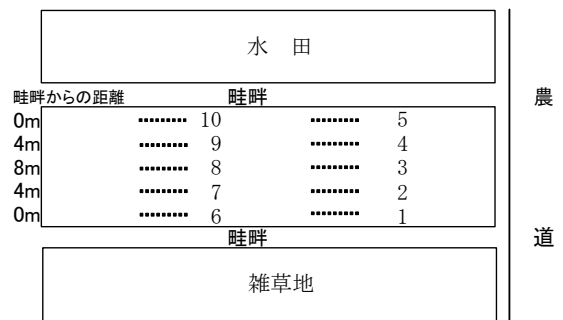 水 田
畦畔からの距離 畦畔
農
0m 10 5
4m 9 4
8m 8 3
4m 7 2
0m 6 1
畦畔
道
雑草地